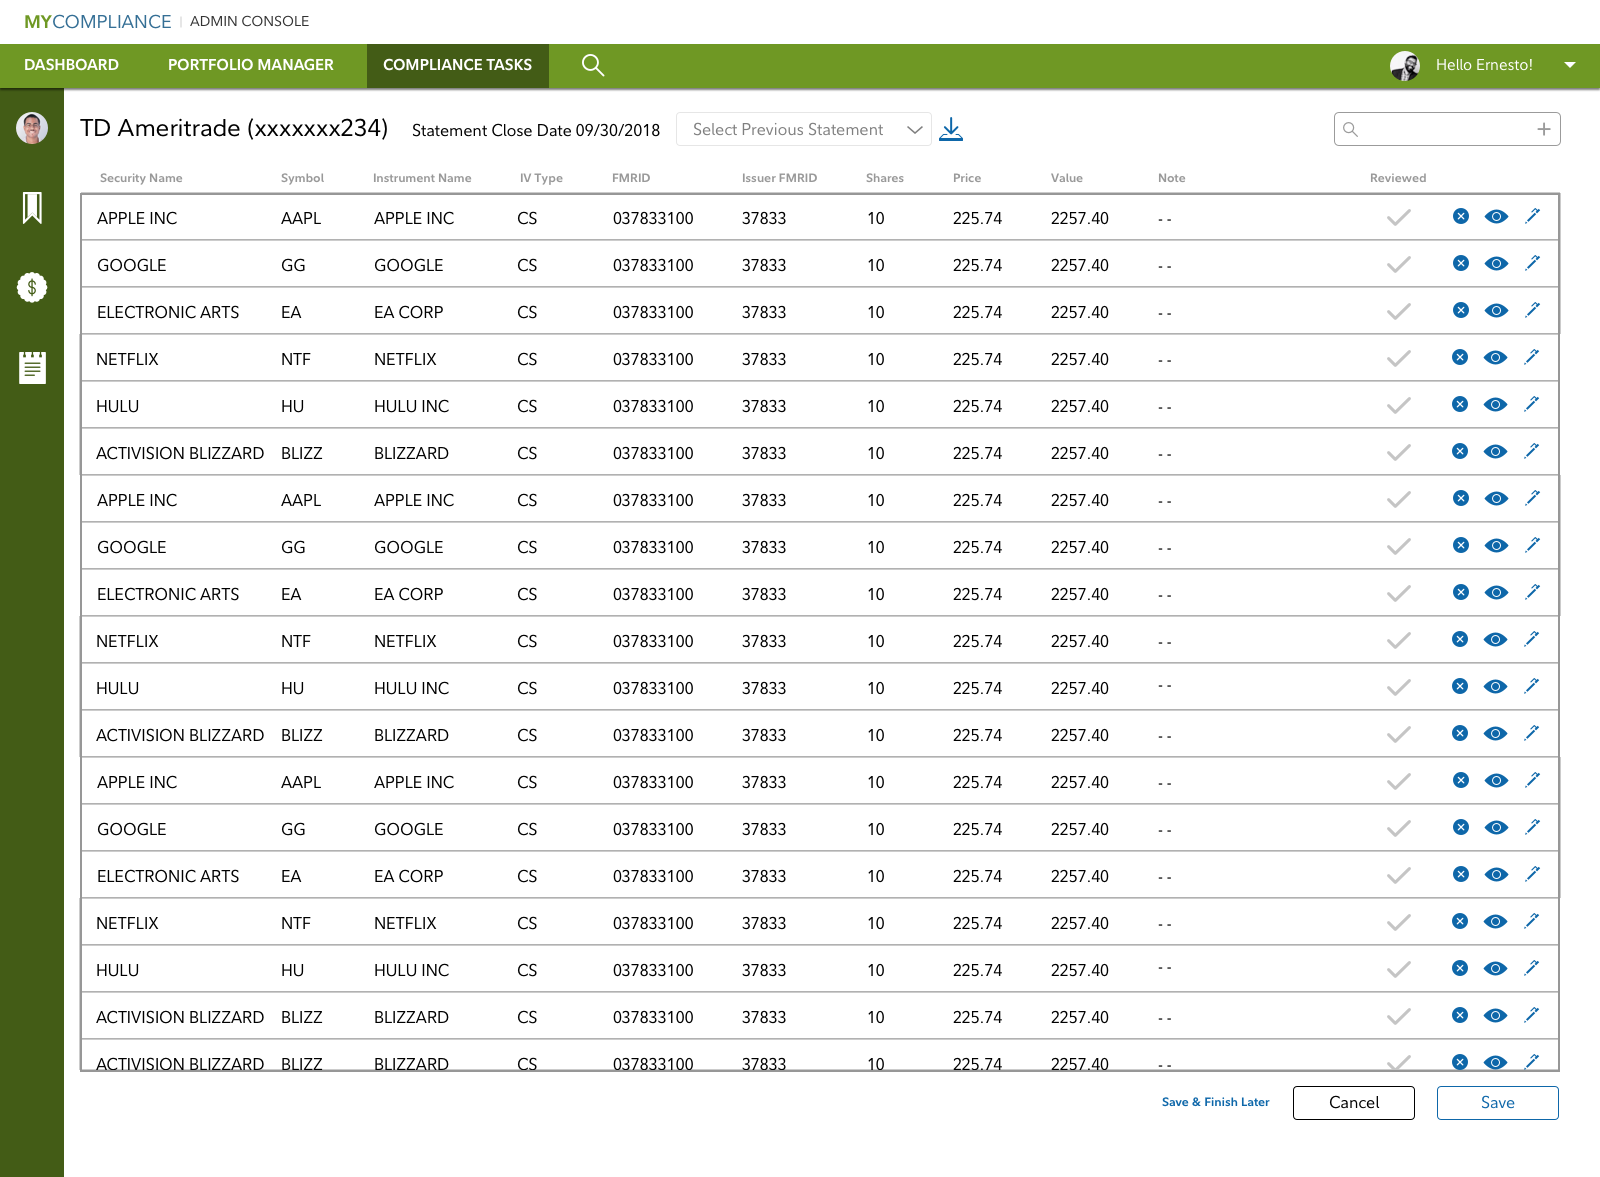 MYCOMPLIANCE | ADMIN CONSOLE
DASHBOARD PORTFOLIO MANAGER COMPLIANCE TASKS Hello Ernesto!
TD Ameritrade (xxxxxxx234) Statement Close Date 09/30/2018 Select Previous Statement
Security Name Symbol Instrument Name IV Type FMRID Issuer FMRID Shares Price Value Note Reviewed
APPLE INC AAPL APPLE INC CS 037833100 37833 10 225.74 2257.40 - -
GOOGLE GG GOOGLE CS 037833100 37833 10 225.74 2257.40 - -
ELECTRONIC ARTS EA EA CORP CS 037833100 37833 10 225.74 2257.40 - -
NETFLIX NTF NETFLIX CS 037833100 37833 10 225.74 2257.40 - -
HULU HU HULU INC CS 037833100 37833 10 225.74 2257.40 - -
ACTIVISION BLIZZARD BLIZZ BLIZZARD CS 037833100 37833 10 225.74 2257.40 - -
APPLE INC AAPL APPLE INC CS 037833100 37833 10 225.74 2257.40 - -
GOOGLE GG GOOGLE CS 037833100 37833 10 225.74 2257.40 - -
ELECTRONIC ARTS EA EA CORP CS 037833100 37833 10 225.74 2257.40 - -
NETFLIX NTF NETFLIX CS 037833100 37833 10 225.74 2257.40 - -
HULU HU HULU INC CS 037833100 37833 10 225.74 2257.40 - -
ACTIVISION BLIZZARD BLIZZ BLIZZARD CS 037833100 37833 10 225.74 2257.40 - -
APPLE INC AAPL APPLE INC CS 037833100 37833 10 225.74 2257.40 - -
GOOGLE GG GOOGLE CS 037833100 37833 10 225.74 2257.40 - -
ELECTRONIC ARTS EA EA CORP CS 037833100 37833 10 225.74 2257.40 - -
NETFLIX NTF NETFLIX CS 037833100 37833 10 225.74 2257.40 - -
HULU HU HULU INC CS 037833100 37833 10 225.74 2257.40 - -
ACTIVISION BLIZZARD BLIZZ BLIZZARD CS 037833100 37833 10 225.74 2257.40 - -
ACTIVISION BLIZZARD BLIZZ BLIZZARD CS 037833100 37833 10 225.74 2257.40 - -
Save & Finish Later Cancel Save